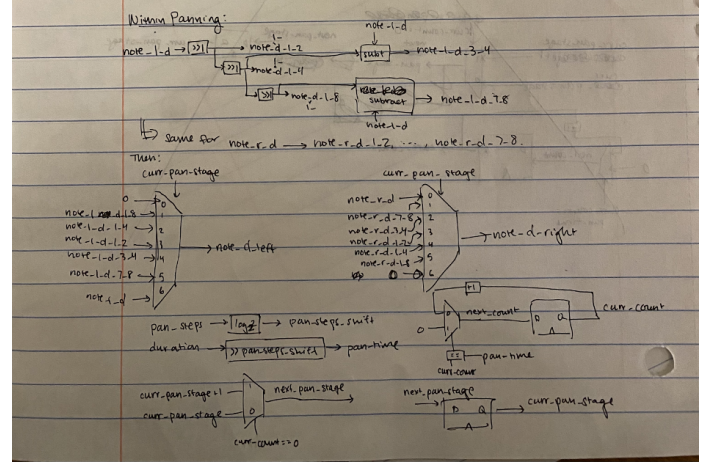 Within Panning:
note-l-d
note-l-d → >>1 → note-l-d-1-2
subt → note-l-d-3-4
>>1 → note-l-d-1-4
>>1 → note-l-d-1-8
subtract → note-l-d-7-8
note-l-d
same for note-r-d → note-r-d-1-2, ..., note-r-d-7-8.
Then:
curr-pan-stage
0 → 0
note-l-d-1-8 → 1
note-l-d-1-4 → 2
note-l-d-1-2 → 3
note-l-d-3-4 → 4
note-l-d-7-8 → 5
note-l-d → 6
→ note-d-left
curr-pan-stage
note-r-d → 0
1
note-r-d-7-8 → 2
note-r-d-3-4 → 3
note-r-d-1-2 → 4
note-r-d-1-4 → 5
note-r-d-1-8
0 → 6
→ note-d-right
pan-steps → log2 → pan-steps-shift
duration → >> pan-steps-shift → pan-time
+1
0
1
0
next-count
D Q
curr-count
==
pan-time
curr-count
curr-pan-stage+1
1
next-pan-stage
curr-pan-stage
0
curr-count==0
next-pan-stage
D Q
→ curr-pan-stage